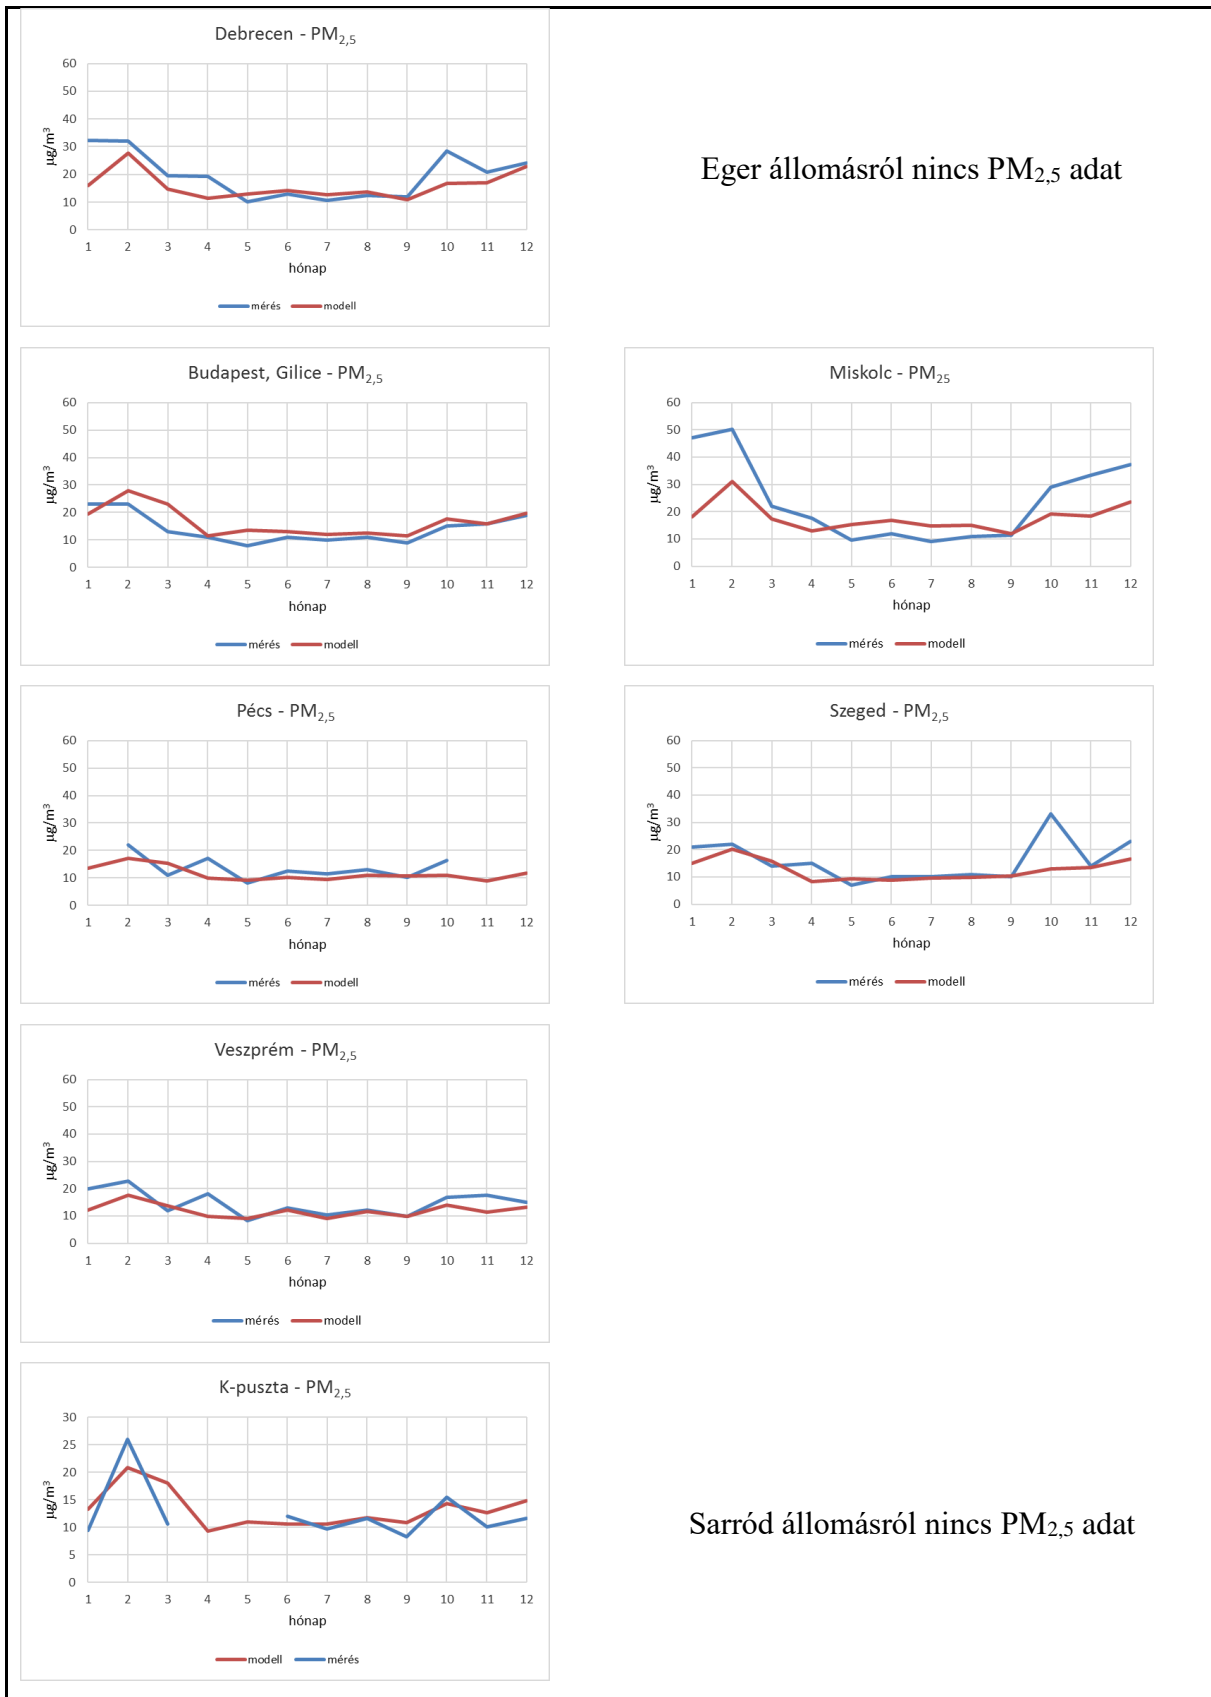 Debrecen - PM2,5
60
50
40
30
20
10
0
µg/m³
1 2 3 4 5 6 7 8 9 10 11 12
hónap
mérés modell
Eger állomásról nincs PM2,5 adat
Budapest, Gilice - PM2,5
60
50
40
30
20
10
0
µg/m³
1 2 3 4 5 6 7 8 9 10 11 12
hónap
mérés modell
Miskolc - PM25
60
50
40
30
20
10
0
µg/m³
1 2 3 4 5 6 7 8 9 10 11 12
hónap
mérés modell
Pécs - PM2,5
60
50
40
30
20
10
0
µg/m³
1 2 3 4 5 6 7 8 9 10 11 12
hónap
mérés modell
Szeged - PM2,5
60
50
40
30
20
10
0
µg/m³
1 2 3 4 5 6 7 8 9 10 11 12
hónap
mérés modell
Veszprém - PM2,5
60
50
40
30
20
10
0
µg/m³
1 2 3 4 5 6 7 8 9 10 11 12
hónap
mérés modell
K-puszta - PM2,5
30
25
20
15
10
5
0
µg/m³
1 2 3 4 5 6 7 8 9 10 11 12
hónap
modell mérés
Sarród állomásról nincs PM2,5 adat